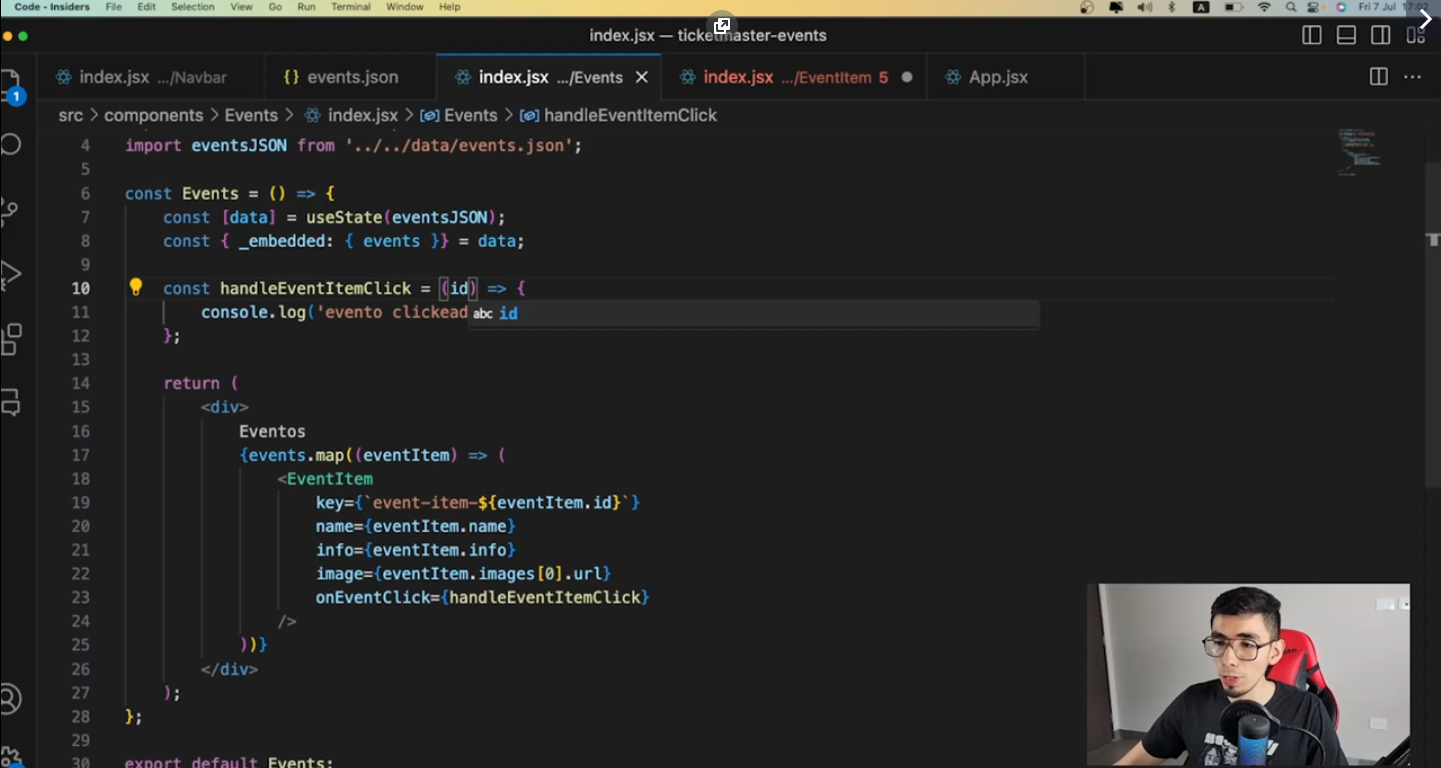 Code - Insiders File Edit Selection View Go Run Terminal Window Help A Fri 7 Jul 17:02
index.jsx — ticketmaster-events
index.jsx .../Navbar {} events.json index.jsx .../Events index.jsx .../EventItem 5 App.jsx
1
src > components > Events > index.jsx > Events > handleEventItemClick
4 import eventsJSON from '../../data/events.json';
5
6 const Events = () => {
7 const [data] = useState(eventsJSON);
8 const { _embedded: { events }} = data;
9
10 const handleEventItemClick = (id) => {
11 console.log('evento clickead abc id
12 };
13
14 return (
15 <div>
16 Eventos
17 {events.map((eventItem) => (
18 <EventItem
19 key={`event-item-${eventItem.id}`}
20 name={eventItem.name}
21 info={eventItem.info}
22 image={eventItem.images[0].url}
23 onEventClick={handleEventItemClick}
24 />
25 ))}
26 </div>
27 );
28 };
29
30 export default Events;